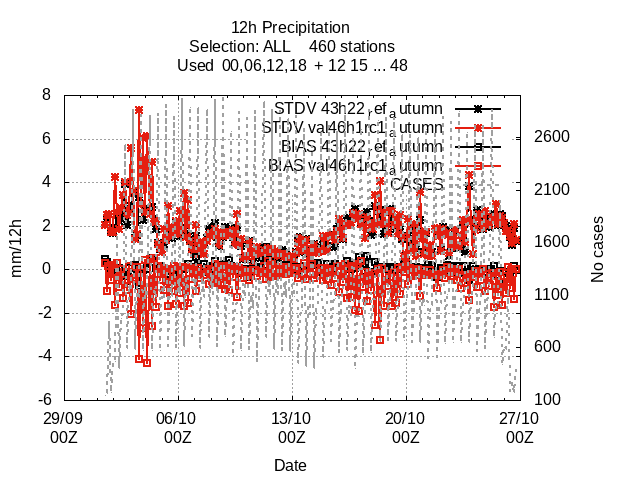 12h Precipitation
Selection: ALL    460 stations
Used  00,06,12,18  + 12 15 ... 48
STDV 43h22_ref_autumn
STDV val46h1rc1_autumn
BIAS 43h22_ref_autumn
BIAS val46h1rc1_autumn
CASES
8
6
4
2
0
-2
-4
-6
mm/12h
2600
2100
1600
1100
600
100
No cases
29/09 06/10 13/10 20/10 27/10
00Z 00Z 00Z 00Z 00Z
Date